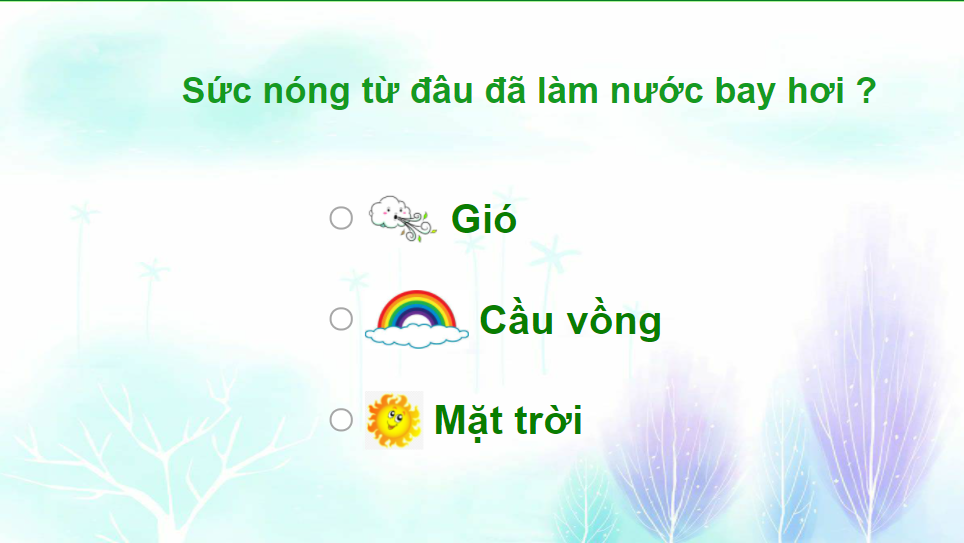 Sức nóng từ đâu đã làm nước bay hơi ?
Gió
Cầu vồng
Mặt trời